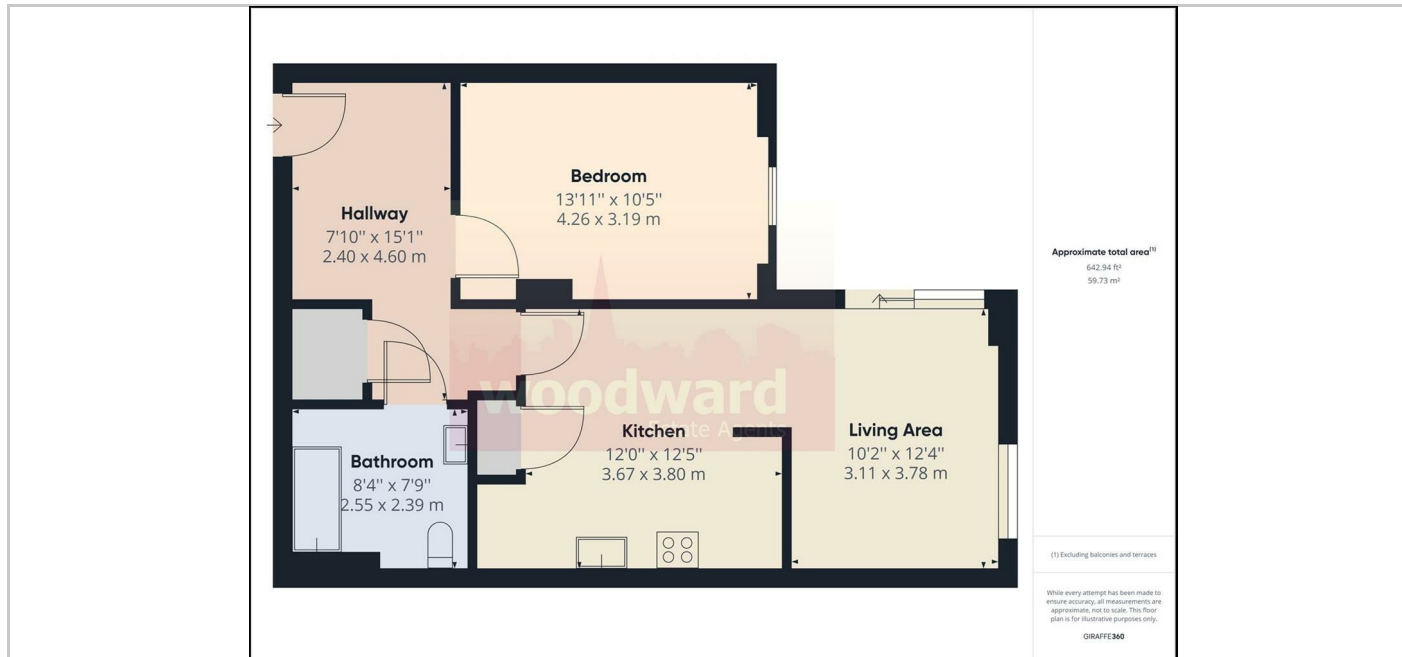 Bedroom
13'11'' x 10'5''
4.26 x 3.19 m
Hallway
7'10'' x 15'1''
2.40 x 4.60 m
Approximate total area⁽¹⁾
642.94 ft²
59.73 m²
woodward
Estate Agents
Kitchen
12'0'' x 12'5''
3.67 x 3.80 m
Living Area
10'2'' x 12'4''
3.11 x 3.78 m
Bathroom
8'4'' x 7'9''
2.55 x 2.39 m
(1) Excluding balconies and terraces
While every attempt has been made to
ensure accuracy, all measurements are
approximate, not to scale. This floor
plan is for illustrative purposes only.
GIRAFFE360